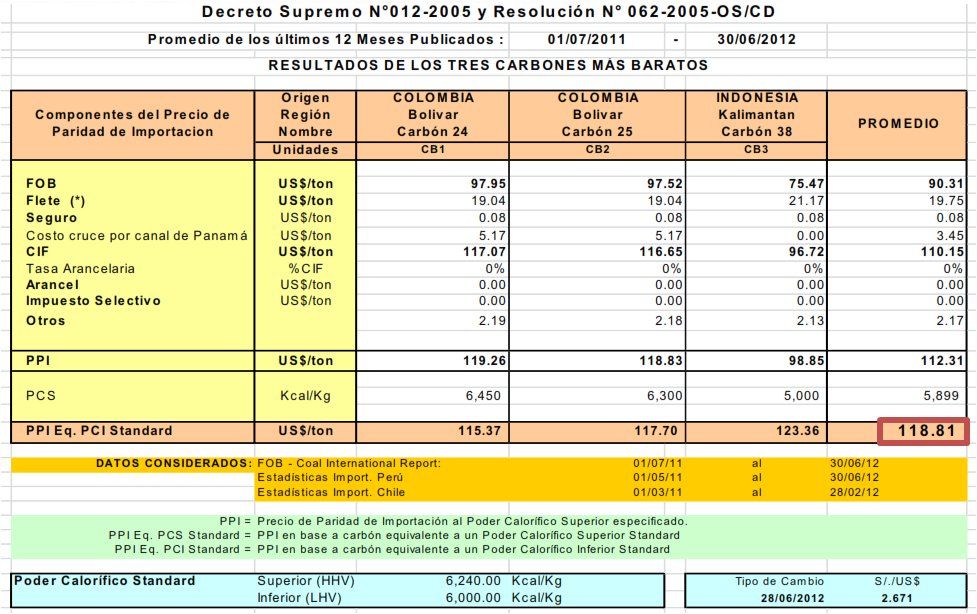 Decreto Supremo N°012-2005 y Resolución N° 062-2005-OS/CD
Promedio de los últimos 12 Meses Publicados : 01/07/2011 - 30/06/2012
RESULTADOS DE LOS TRES CARBONES MÁS BARATOS
Componentes del Precio de Paridad de Importacion
Origen Región Nombre
COLOMBIA Bolivar Carbón 24
COLOMBIA Bolivar Carbón 25
INDONESIA Kalimantan Carbón 38
PROMEDIO
Unidades CB1 CB2 CB3
FOB US$/ton 97.95 97.52 75.47 90.31
Flete (*) US$/ton 19.04 19.04 21.17 19.75
Seguro US$/ton 0.08 0.08 0.08 0.08
Costo cruce por canal de Panamá US$/ton 5.17 5.17 0.00 3.45
CIF US$/ton 117.07 116.65 96.72 110.15
Tasa Arancelaria %CIF 0% 0% 0% 0%
Arancel US$/ton 0.00 0.00 0.00 0.00
Impuesto Selectivo US$/ton 0.00 0.00 0.00 0.00
Otros 2.19 2.18 2.13 2.17
PPI US$/ton 119.26 118.83 98.85 112.31
PCS Kcal/Kg 6,450 6,300 5,000 5,899
PPI Eq. PCI Standard US$/ton 115.37 117.70 123.36 118.81
DATOS CONSIDERADOS: FOB - Coal International Report: 01/07/11 al 30/06/12
Estadísticas Import. Perú 01/05/11 al 30/06/12
Estadísticas Import. Chile 01/03/11 al 28/02/12
PPI = Precio de Paridad de Importación al Poder Calorífico Superior especificado.
PPI Eq. PCS Standard = PPI en base a carbón equivalente a un Poder Calorífico Superior Standard
PPI Eq. PCI Standard = PPI en base a carbón equivalente a un Poder Calorífico Inferior Standard
Poder Calorífico Standard Superior (HHV) 6,240.00 Kcal/Kg Tipo de Cambio S/./US$
Inferior (LHV) 6,000.00 Kcal/Kg 28/06/2012 2.671